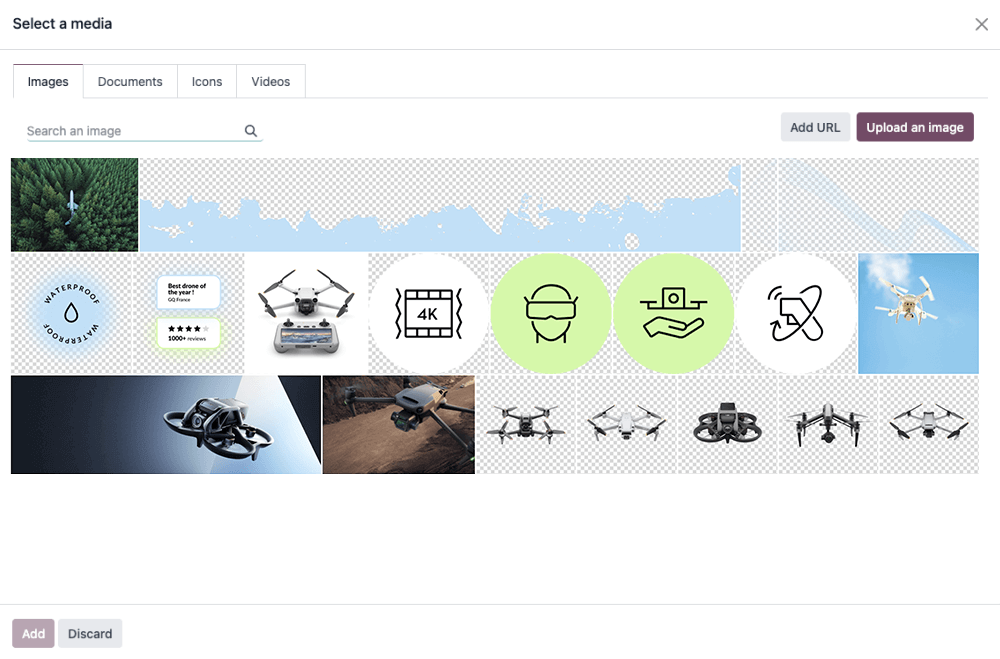 Select a media
Images Documents Icons Videos
Search an image
Add URL Upload an image
WATERPROOF
WATERPROOF
Best drone of
the year !
GQ France
1000+ reviews
4K
Add Discard